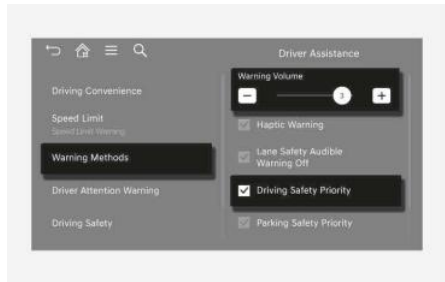 Driver Assistance
Driving Convenience
Speed Limit
Speed Limit Warning
Warning Methods
Driver Attention Warning
Driving Safety
Warning Volume
3
Haptic Warning
Lane Safety Audible
Warning Off
Driving Safety Priority
Parking Safety Priority